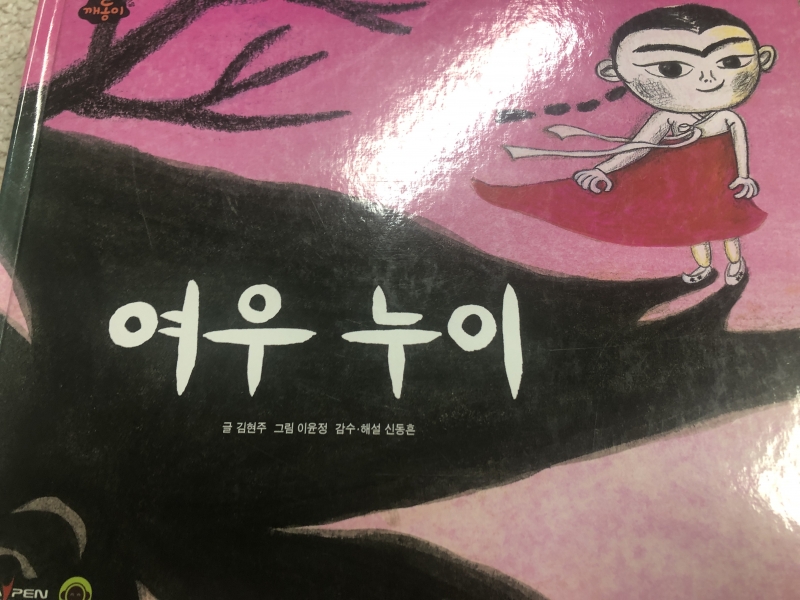 깨동이
여우 누이
글 김현주 그림 이윤정 감수·해설 신동흔
PEN